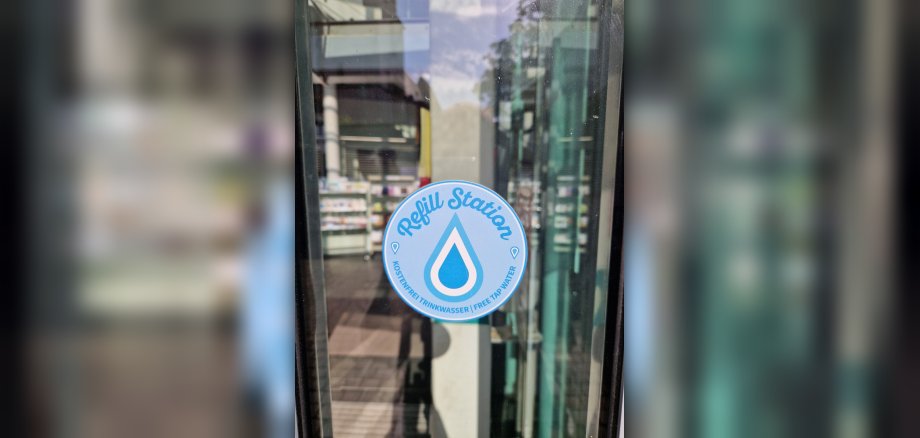 Refill Station
KOSTENFREI TRINKWASSER | FREE TAP WATER